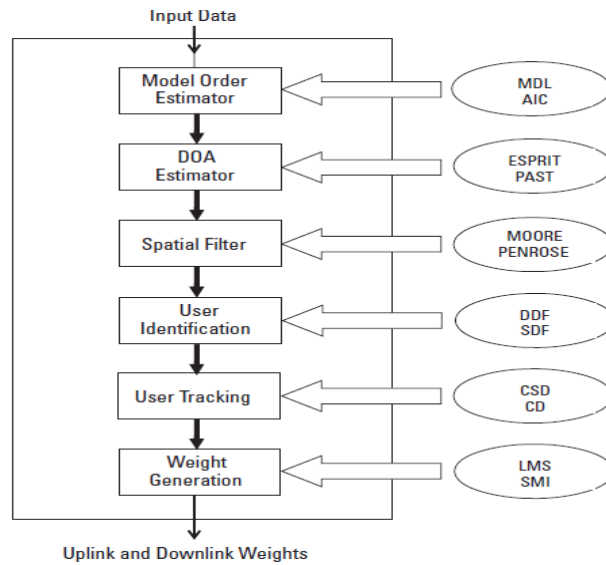 Input Data
Model Order
Estimator
MDL
AIC
DOA
Estimator
ESPRIT
PAST
Spatial Filter
MOORE
PENROSE
User
Identification
DDF
SDF
User Tracking
CSD
CD
Weight
Generation
LMS
SMI
Uplink and Downlink Weights